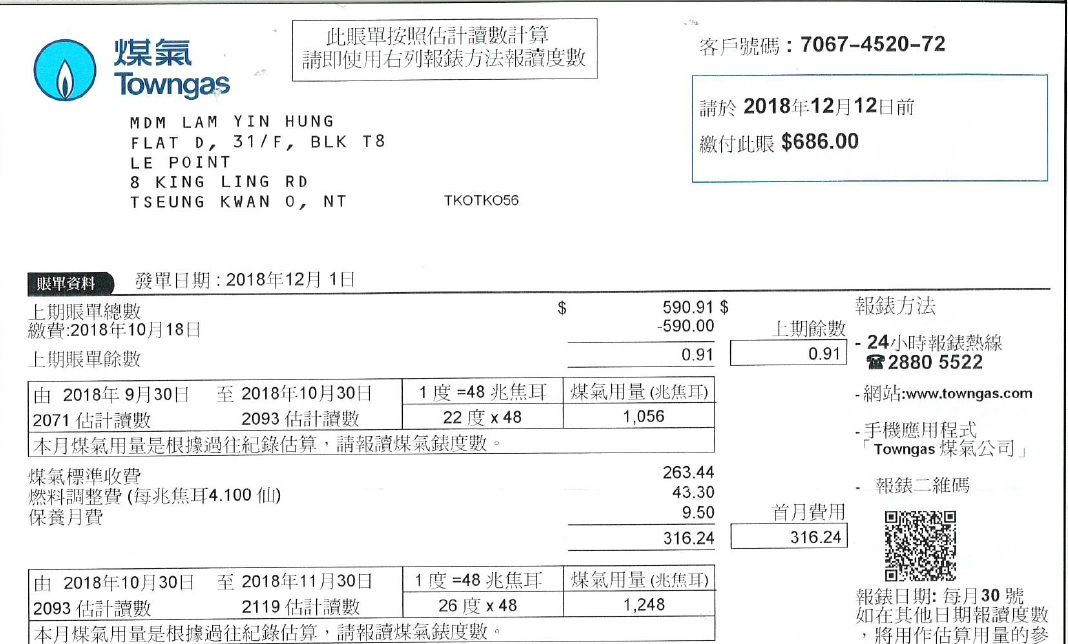 煤氣
Towngas
此賬單按照估計讀數計算
請即使用右列報錶方法報讀度數
客戶號碼 : 7067-4520-72
請於 2018年12月12日前
繳付此賬 $686.00
MDM LAM YIN HUNG
FLAT D, 31/F, BLK T8
LE POINT
8 KING LING RD
TSEUNG KWAN O, NT TKOTKO56
賬單資料 發單日期 : 2018年12月 1日
上期賬單總數 $ 590.91 $
繳費:2018年10月18日 -590.00 上期餘數
上期賬單餘數 0.91 0.91
由 2018年 9月30日 至 2018年10月30日 1 度 =48 兆焦耳 煤氣用量 (兆焦耳)
2071 估計讀數 2093 估計讀數 22 度 x 48 1,056
本月煤氣用量是根據過往紀錄估算，請報讀煤氣錶度數。
煤氣標準收費 263.44
燃料調整費 (每兆焦耳4.100 仙) 43.30
保養月費 9.50 首月費用
316.24 316.24
由 2018年10月30日 至 2018年11月30日 1 度 =48 兆焦耳 煤氣用量 (兆焦耳)
2093 估計讀數 2119 估計讀數 26 度 x 48 1,248
本月煤氣用量是根據過往紀錄估算，請報讀煤氣錶度數。
報錶方法
- 24小時報錶熱線
☎2880 5522
- 網站:www.towngas.com
- 手機應用程式
「Towngas 煤氣公司」
- 報錶二維碼
報錶日期: 每月30 號
如在其他日期報讀度數
，將用作估算用量的參